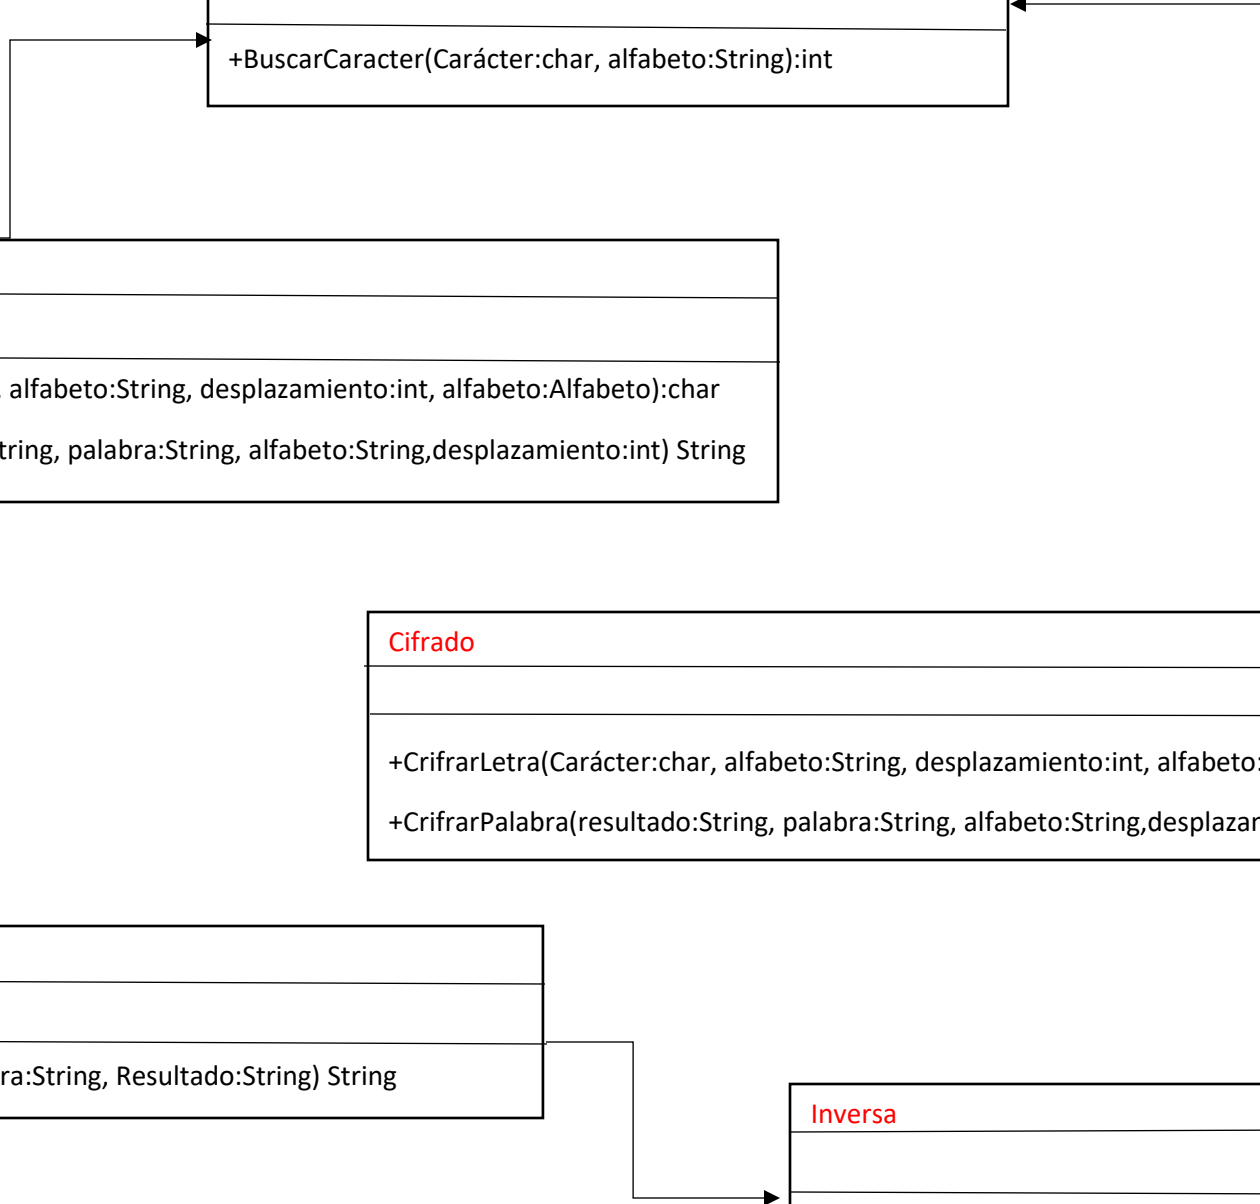 +BuscarCaracter(Carácter:char, alfabeto:String):int
alfabeto:String, desplazamiento:int, alfabeto:Alfabeto):char
palabra:String, alfabeto:String,desplazamiento:int) String
Cifrado
+CrifrarLetra(Carácter:char, alfabeto:String, desplazamiento:int, alfabeto:
+CrifrarPalabra(resultado:String, palabra:String, alfabeto:String,
ra:String, Resultado:String) String
Inversa